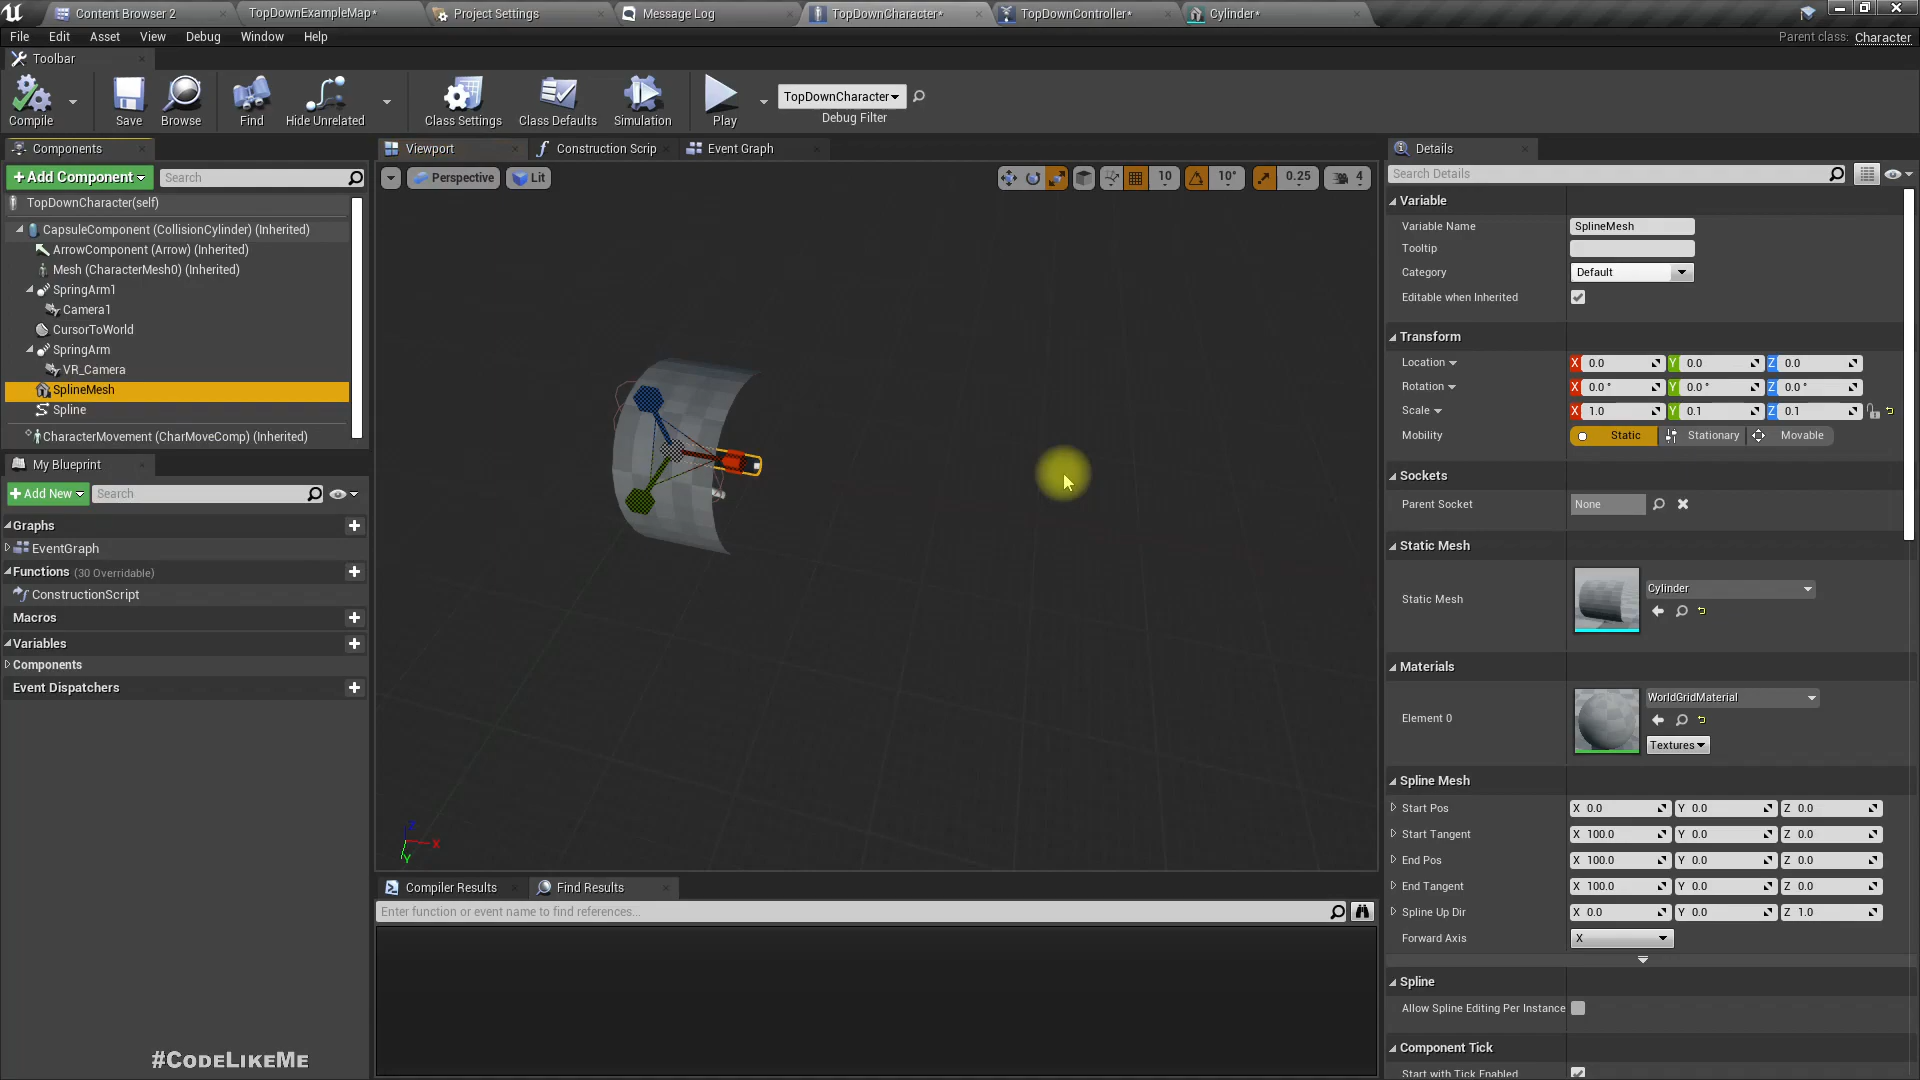 Content Browser 2
TopDownExampleMap*
Project Settings
Message Log
TopDownCharacter*
TopDownController*
Cylinder*
File Edit Asset View Debug Window Help
Parent class: Character
Toolbar
Compile Save Browse Find Hide Unrelated Class Settings Class Defaults Simulation Play
TopDownCharacter
Debug Filter
Components
Viewport
Construction Scrip
Event Graph
Details
+Add Component
Search
Perspective
Lit
10
10°
0.25
4
Search Details
TopDownCharacter(self)
CapsuleComponent (CollisionCylinder) (Inherited)
ArrowComponent (Arrow) (Inherited)
Mesh (CharacterMesh0) (Inherited)
SpringArm1
Camera1
CursorToWorld
SpringArm
VR_Camera
SplineMesh
Spline
CharacterMovement (CharMoveComp) (Inherited)
My Blueprint
+Add New
Search
Graphs
EventGraph
Functions (30 Overridable)
ConstructionScript
Macros
Variables
Components
Event Dispatchers
#CodeLikeMe
Z
X
Y
Compiler Results
Find Results
Enter function or event name to find references...
Variable
Variable Name SplineMesh
Tooltip
Category Default
Editable when Inherited
Transform
Location X 0.0 Y 0.0 Z 0.0
Rotation X 0.0 ° Y 0.0 ° Z 0.0 °
Scale X 1.0 Y 0.1 Z 0.1
Mobility Static Stationary Movable
Sockets
Parent Socket None
Static Mesh
Static Mesh Cylinder
Materials
Element 0 WorldGridMaterial
Textures
Spline Mesh
Start Pos X 0.0 Y 0.0 Z 0.0
Start Tangent X 100.0 Y 0.0 Z 0.0
End Pos X 100.0 Y 0.0 Z 0.0
End Tangent X 100.0 Y 0.0 Z 0.0
Spline Up Dir X 0.0 Y 0.0 Z 1.0
Forward Axis X
Spline
Allow Spline Editing Per Instance
Component Tick
Start with Tick Enabled